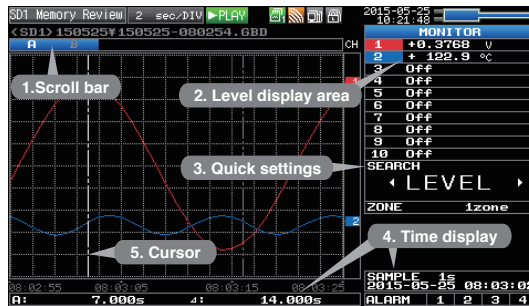 SD1 Memory Review 2 sec/DIV ▶PLAY 2015-05-25 10:21:48
<SD1>150525¥150525-080254.GBD
A B CH
MONITOR
1 +0.3768 V
2 + 122.9 °C
3 Off
4 Off
5 Off
6 Off
7 Off
8 Off
9 Off
10 Off
1.Scroll bar
1
2. Level display area
3. Quick settings
SEARCH
LEVEL
ZONE 1zone
2
5. Cursor
4. Time display
08:02:55 08:03:05 08:03:15 08:03:25
A: 7.000s ⊿: 14.000s
SAMPLE 1s
2015-05-25 08:03:02
ALARM 1 2 3 4